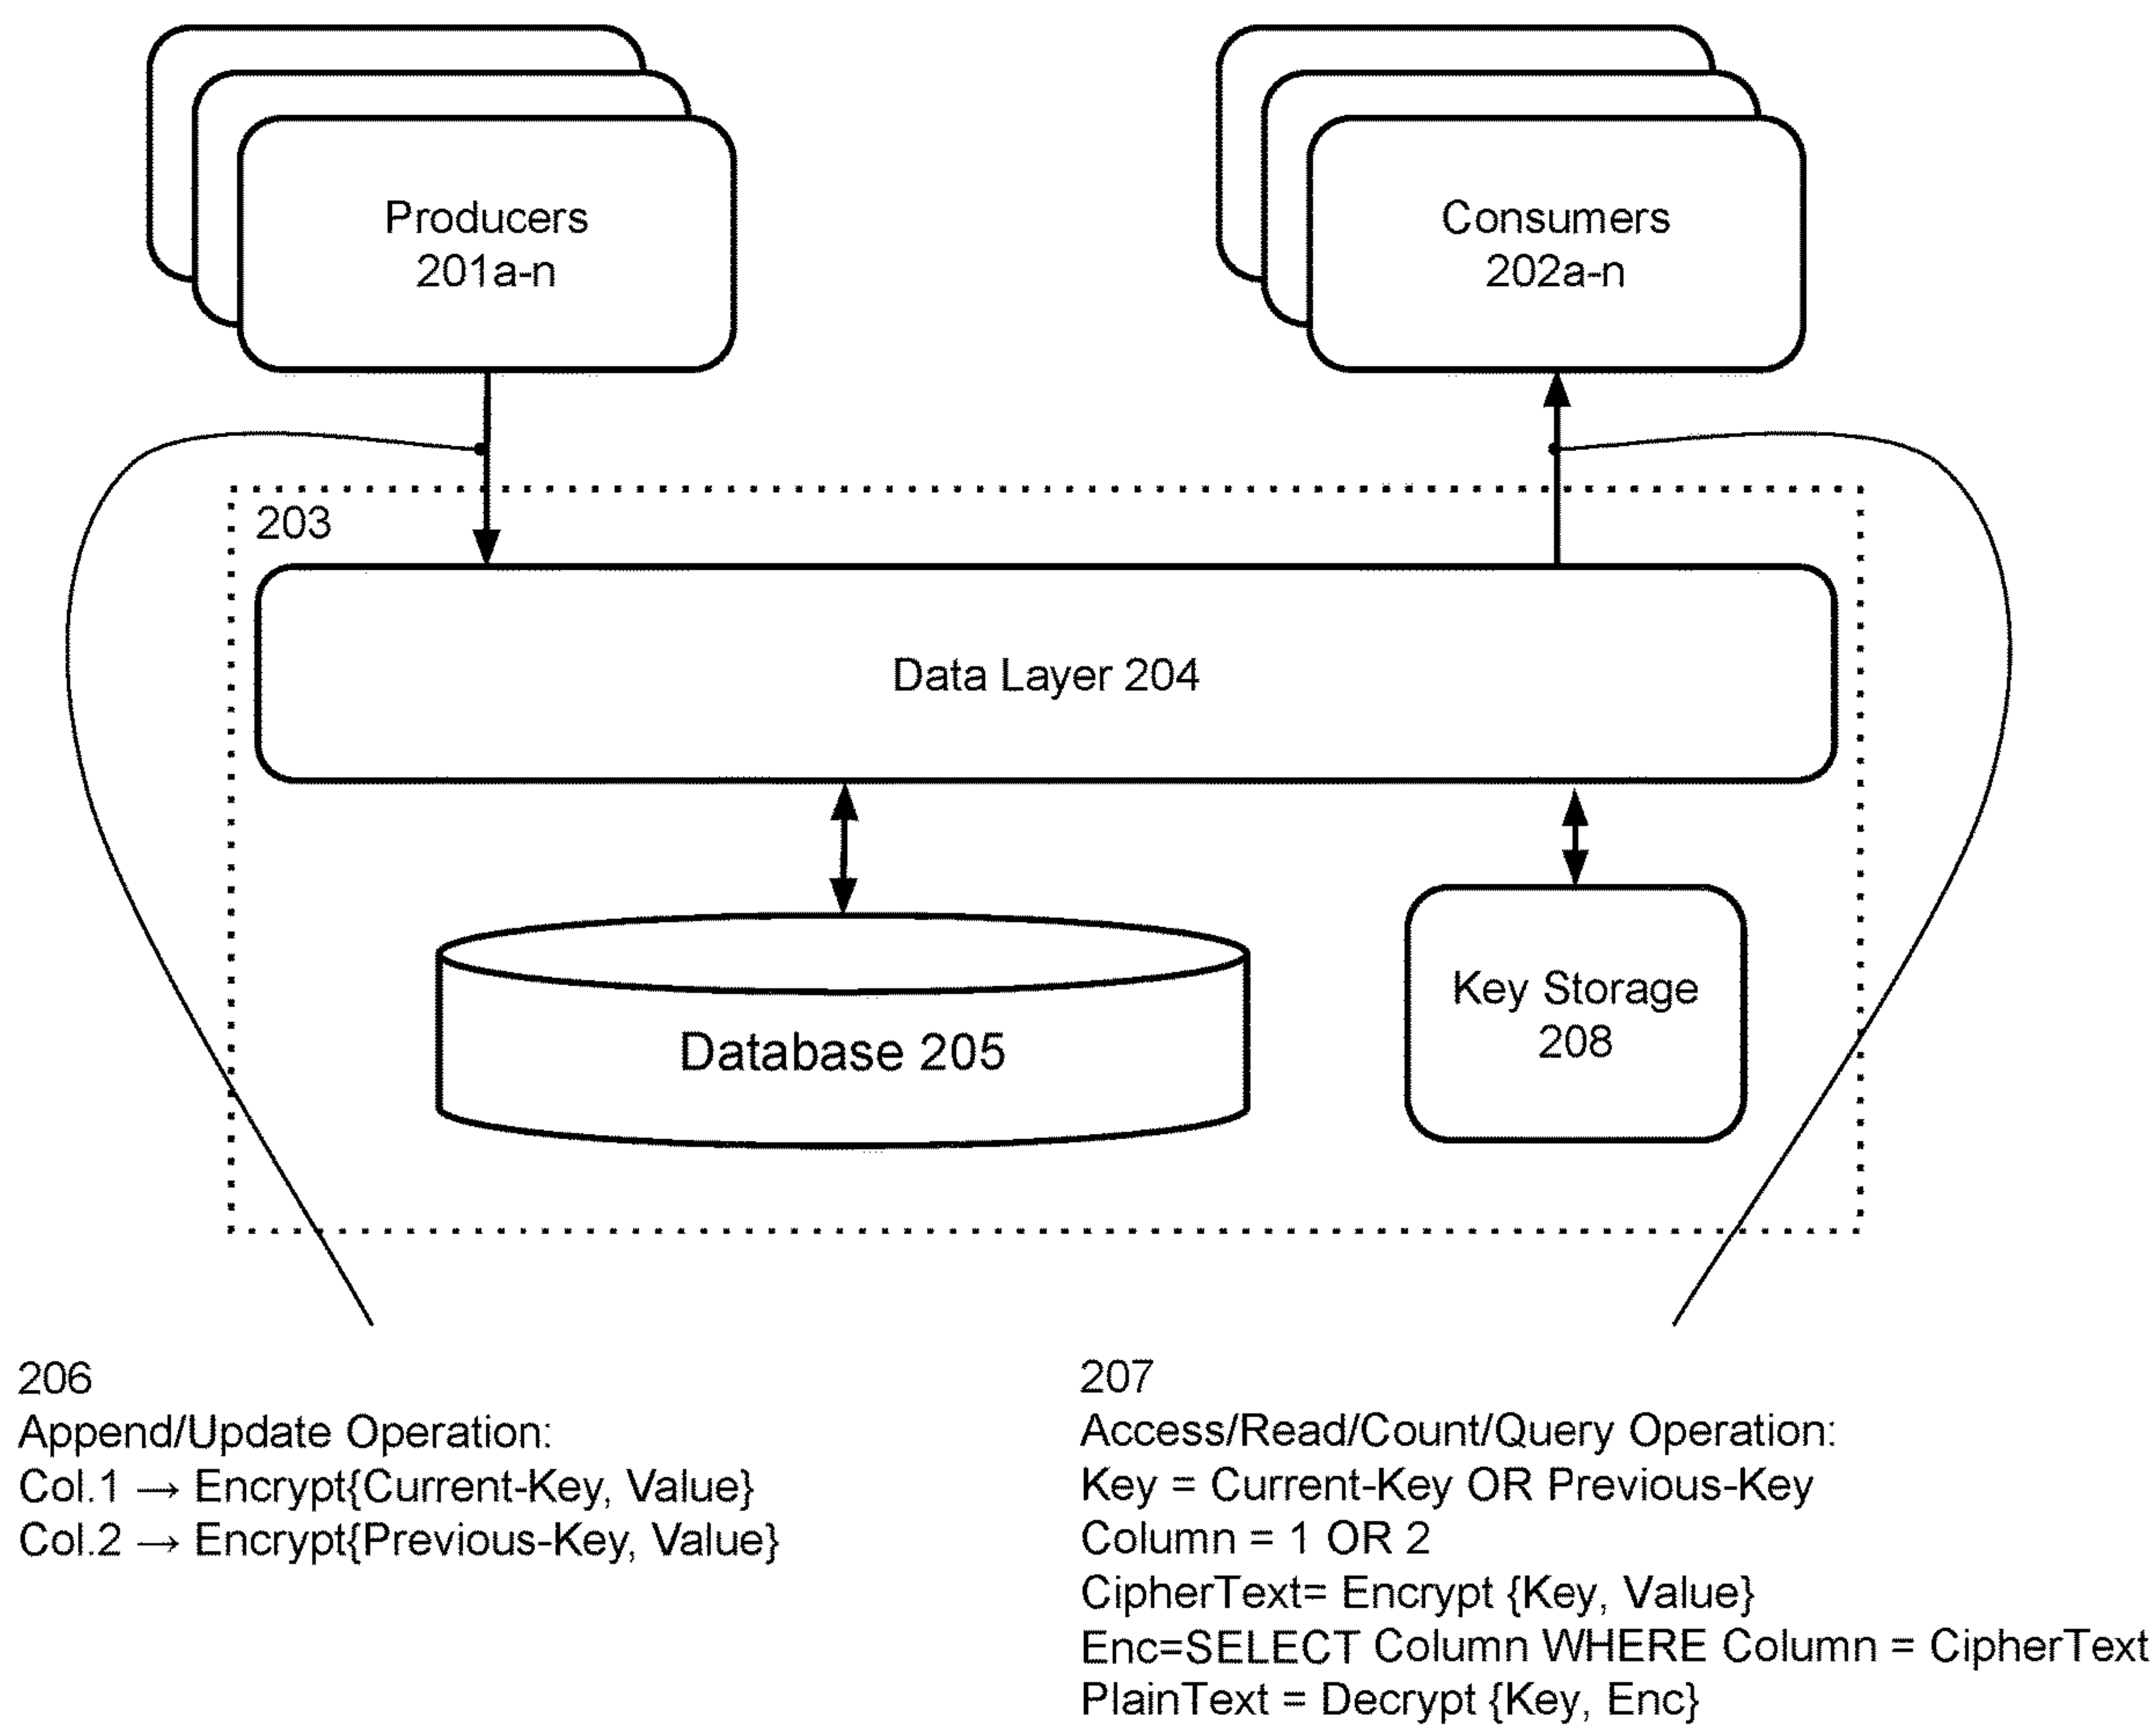 Producers
201a-n
Consumers
202a-n
203
Data Layer 204
Database 205
Key Storage
208
206
Append/Update Operation:
Col.1 → Encrypt{Current-Key, Value}
Col.2 → Encrypt{Previous-Key, Value}
207
Access/Read/Count/Query Operation:
Key = Current-Key OR Previous-Key
Column = 1 OR 2
CipherText= Encrypt {Key, Value}
Enc=SELECT Column WHERE Column = CipherText
PlainText = Decrypt {Key, Enc}